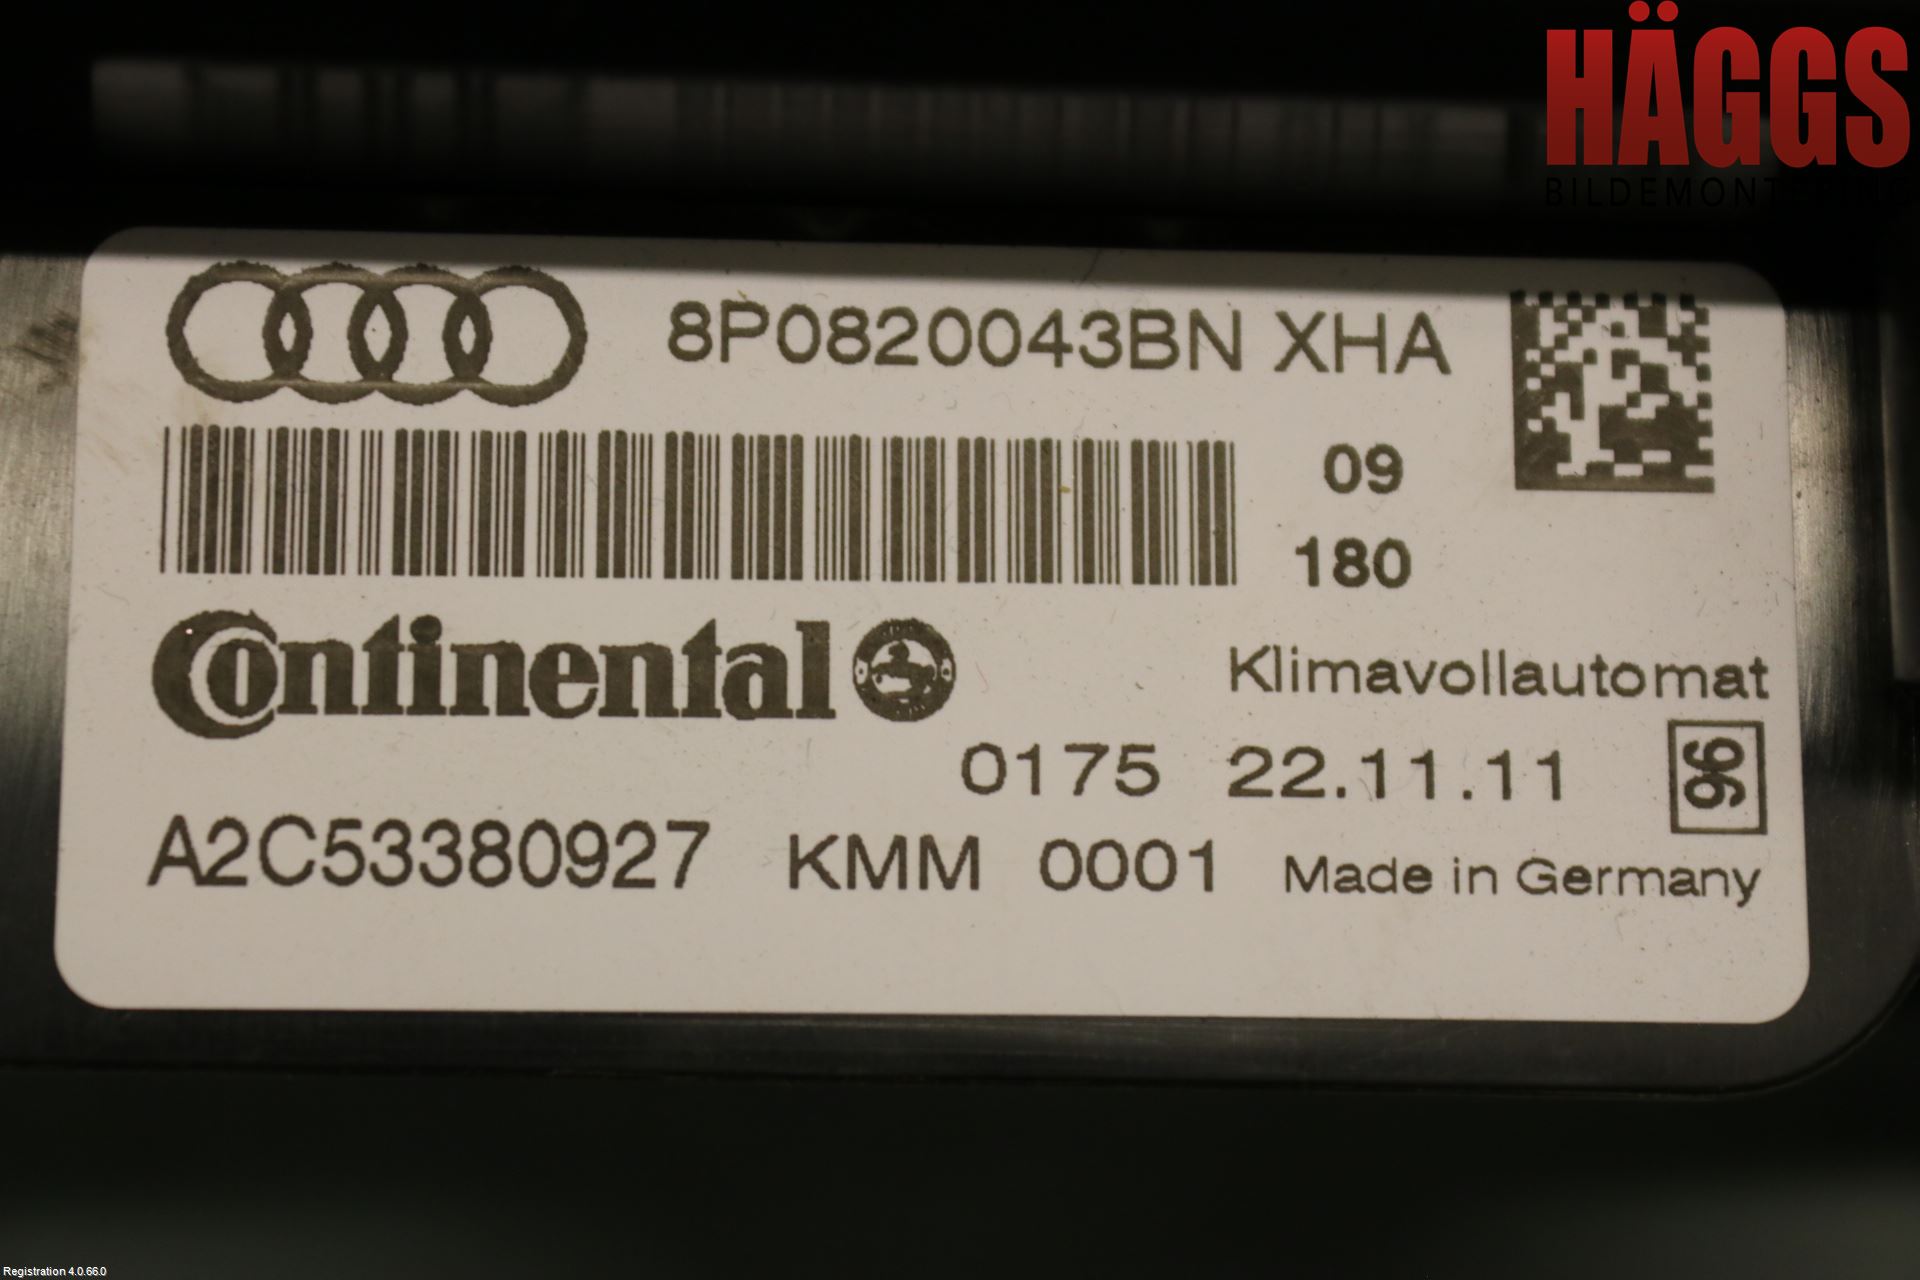 HÄGGS
BILDEMONTERING
8P0820043BN XHA
09
180
Continental
Klimavollautomat
0175 22.11.11
96
A2C53380927 KMM 0001 Made in Germany
Registration 4.0.66.0